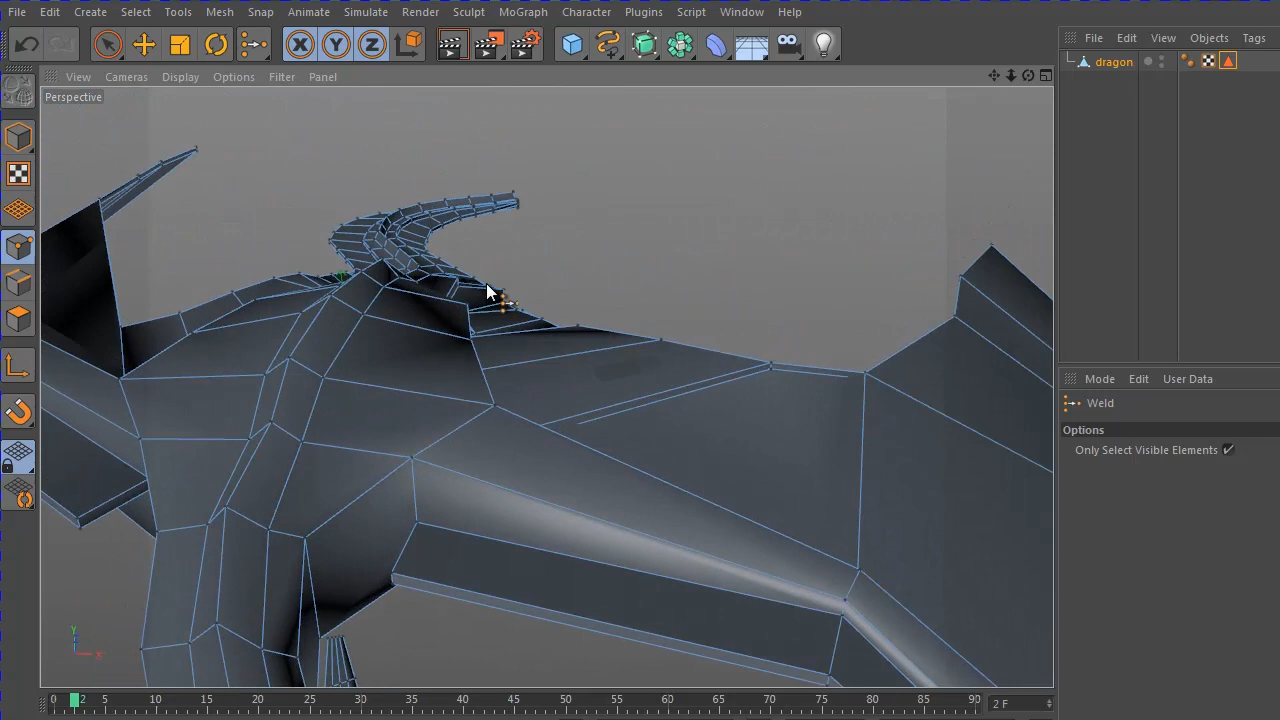 File Edit Create Select Tools Mesh Snap Animate Simulate Render Sculpt MoGraph Character Plugins Script Window Help
File Edit View Objects Tags
dragon
View Cameras Display Options Filter Panel
Perspective
Mode Edit User Data
Weld
Options
Only Select Visible Elements
Y
X
0 2 5 10 15 20 25 30 35 40 45 50 55 60 65 70 75 80 85 90
2 F